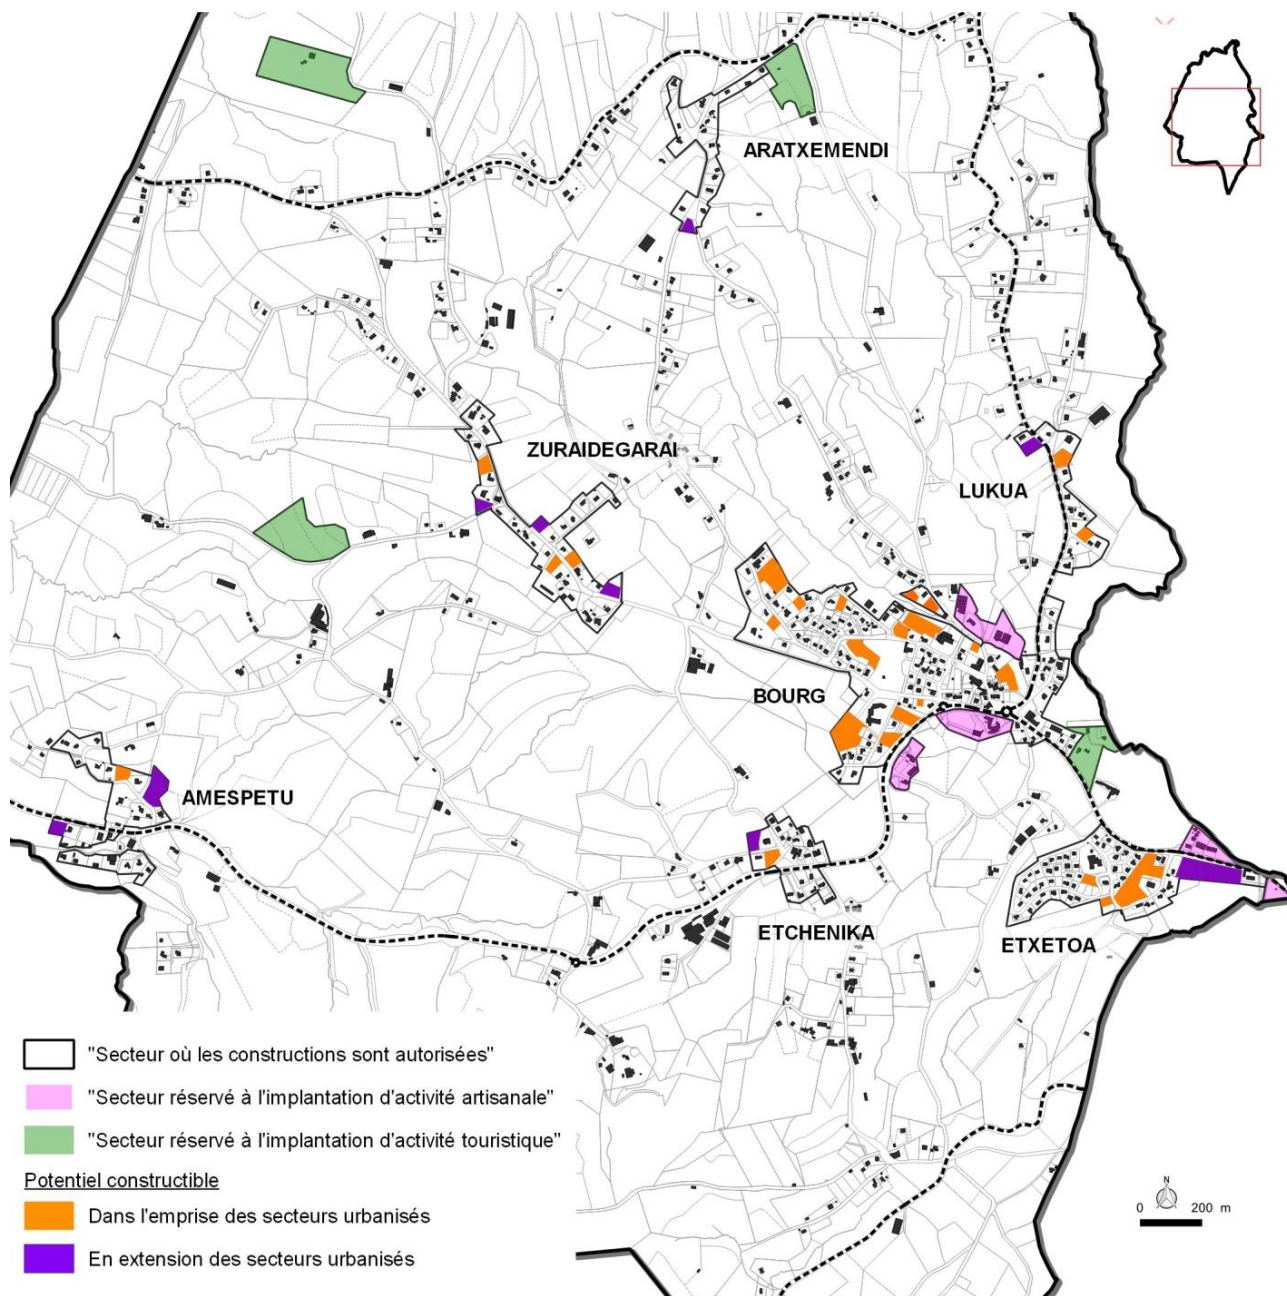 ARATXEMENDI
ZURAIDEGARAI
LUKUA
BOURG
AMESPETU
ETCHENIKA
ETXETOA
"Secteur où les constructions sont autorisées"
"Secteur réservé à l'implantation d'activité artisanale"
"Secteur réservé à l'implantation d'activité touristique"
Potentiel constructible
Dans l'emprise des secteurs urbanisés
En extension des secteurs urbanisés
N
0 200 m